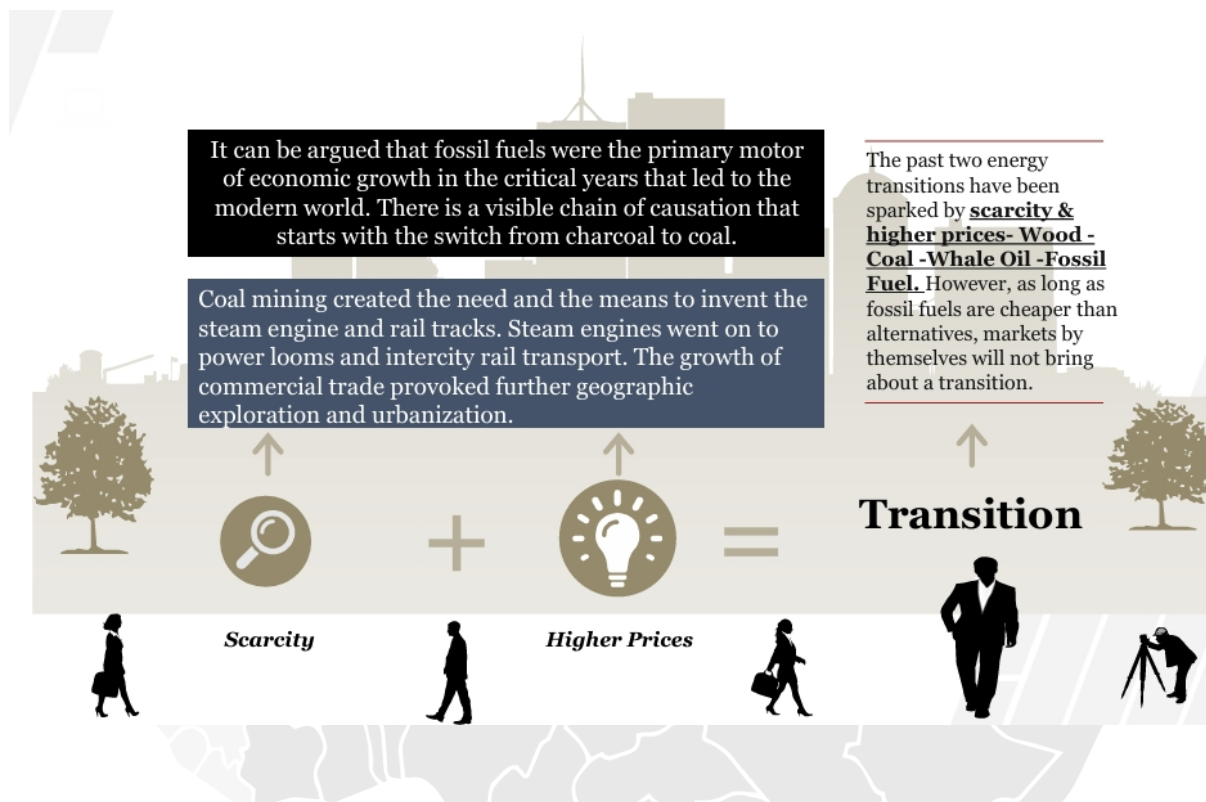 It can be argued that fossil fuels were the primary motor
of economic growth in the critical years that led to the
modern world. There is a visible chain of causation that
starts with the switch from charcoal to coal.
Coal mining created the need and the means to invent the
steam engine and rail tracks. Steam engines went on to
power looms and intercity rail transport. The growth of
commercial trade provoked further geographic
exploration and urbanization.
The past two energy
transitions have been
sparked by scarcity &
higher prices- Wood -
Coal -Whale Oil -Fossil
Fuel. However, as long as
fossil fuels are cheaper than
alternatives, markets by
themselves will not bring
about a transition.
+
=
Transition
Scarcity
Higher Prices